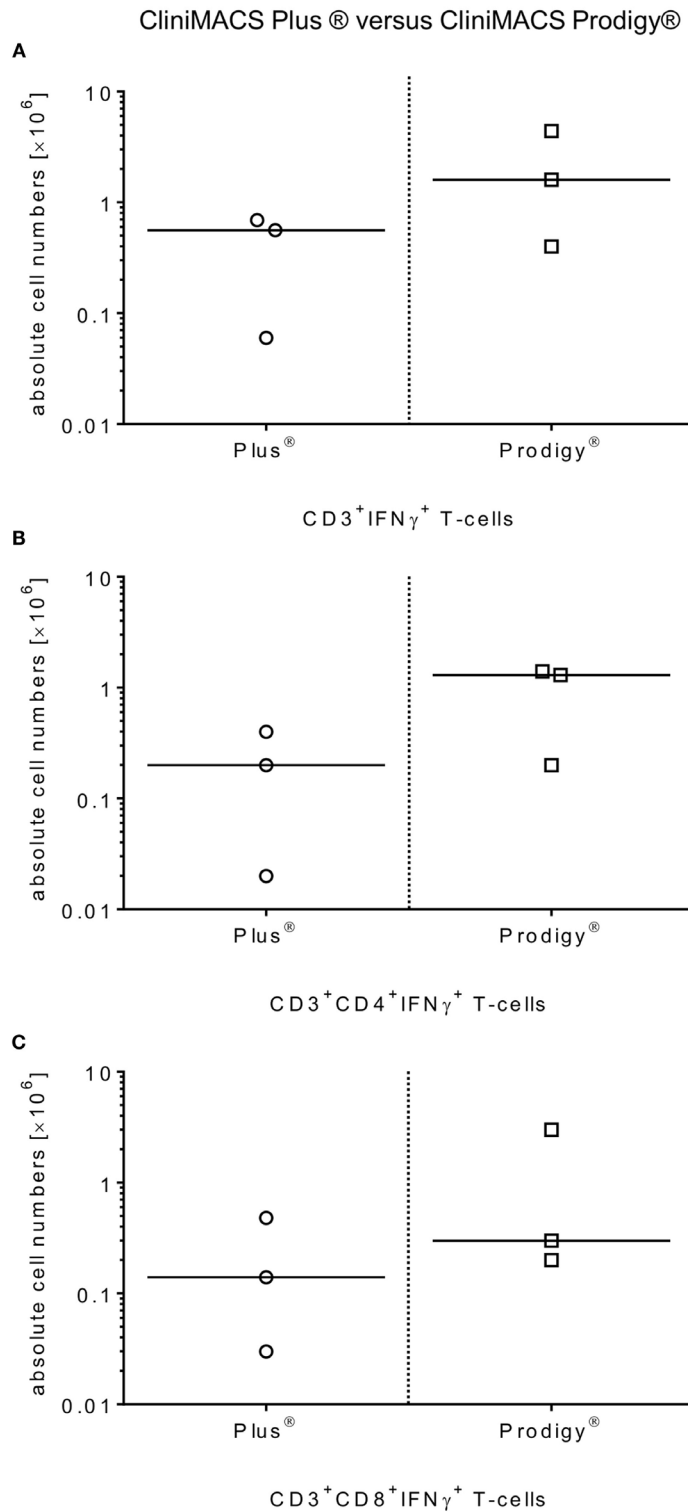 CliniMACS Plus ® versus CliniMACS Prodigy®
A
absolute cell numbers [×10⁶]
10
1
0.1
0.01
Plus®
Prodigy®
CD3⁺IFNγ⁺ T-cells
B
absolute cell numbers [×10⁶]
10
1
0.1
0.01
Plus®
Prodigy®
CD3⁺CD4⁺IFNγ⁺ T-cells
C
absolute cell numbers [×10⁶]
10
1
0.1
0.01
Plus®
Prodigy®
CD3⁺CD8⁺IFNγ⁺ T-cells